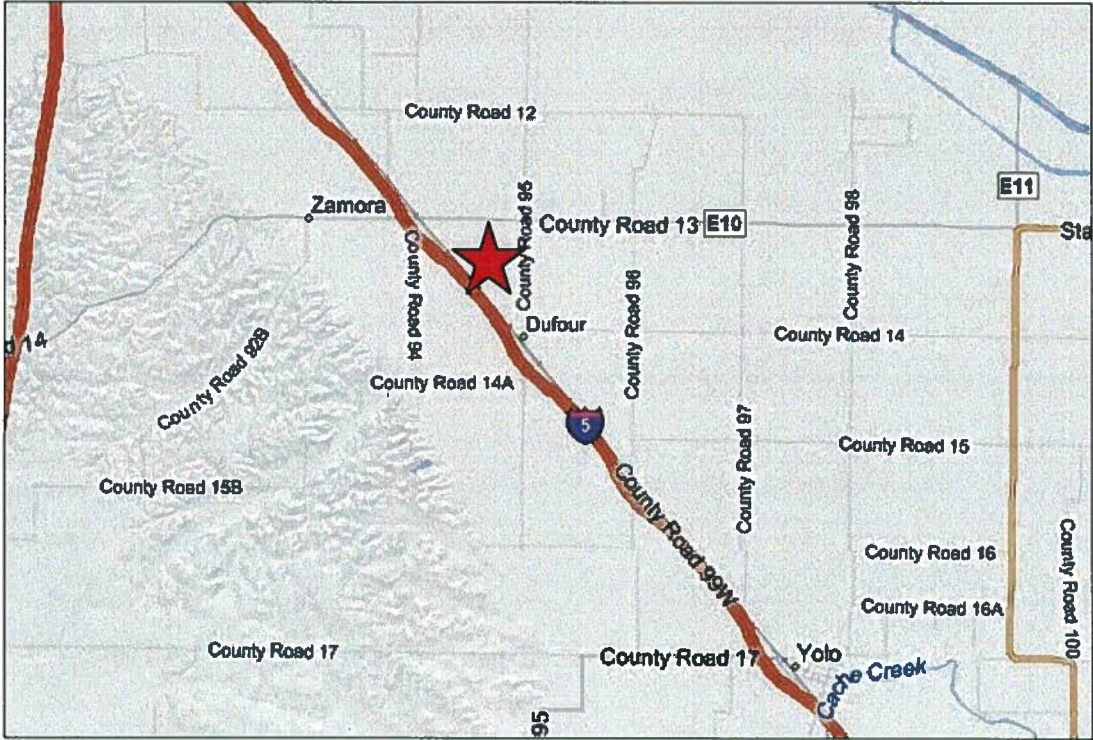 County Road 12
E11
Zamora
County Road 95
County Road 13 E10
County Road 98
Sta
County Road 94
County Road 96
Dufour
County Road 14
d 14
County Road 92B
County Road 14A
5
County Road 97
County Road 15
County Road 15B
County Road 99W
County Road 16
County Road 100
County Road 16A
County Road 17
County Road 17
Yolo
Cache Creek
95